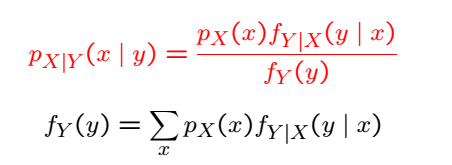 p_{X|Y}(x | y) = \frac{p_X(x) f_{Y|X}(y | x)}{f_Y(y)}
f_Y(y) = \sum_x p_X(x) f_{Y|X}(y | x)